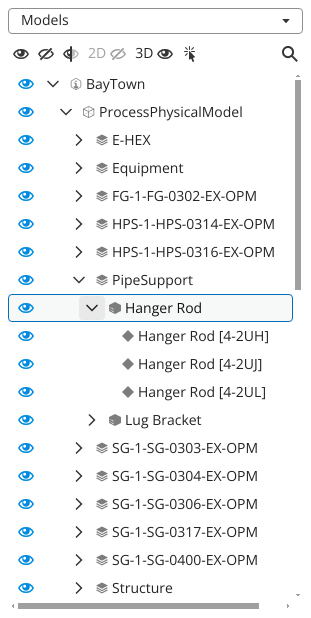 Models
2D 3D
BayTown
ProcessPhysicalModel
E-HEX
Equipment
FG-1-FG-0302-EX-OPM
HPS-1-HPS-0314-EX-OPM
HPS-1-HPS-0316-EX-OPM
PipeSupport
Hanger Rod
Hanger Rod [4-2UH]
Hanger Rod [4-2UJ]
Hanger Rod [4-2UL]
Lug Bracket
SG-1-SG-0303-EX-OPM
SG-1-SG-0304-EX-OPM
SG-1-SG-0306-EX-OPM
SG-1-SG-0317-EX-OPM
SG-1-SG-0400-EX-OPM
Structure